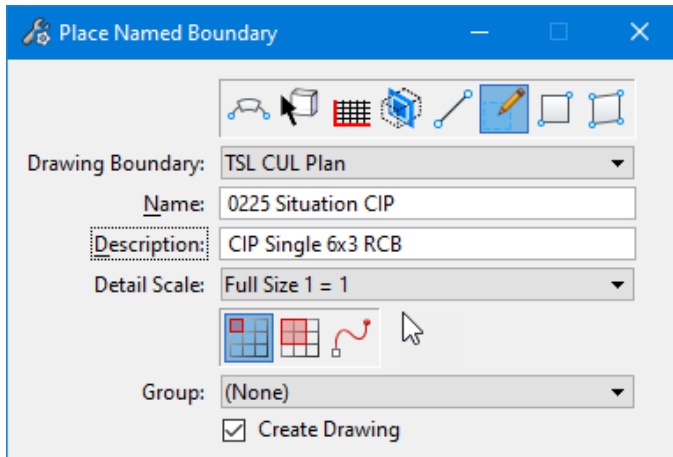 Place Named Boundary
Drawing Boundary: TSL CUL Plan
Name: 0225 Situation CIP
Description: CIP Single 6x3 RCB
Detail Scale: Full Size 1 = 1
Group: (None)
Create Drawing